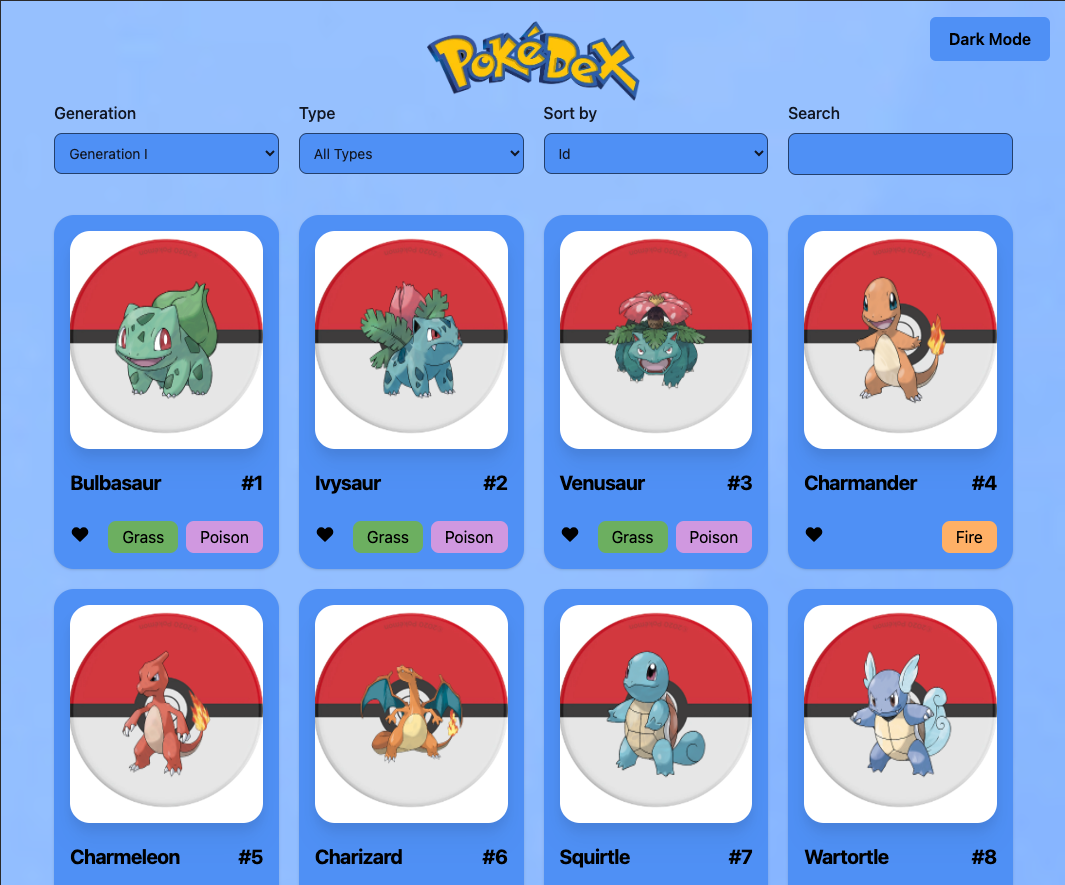 PoKéDeX
Dark Mode
Generation Type Sort by Search
Generation I All Types Id
Bulbasaur #1 Ivysaur #2 Venusaur #3 Charmander #4
Grass Poison Grass Poison Grass Poison Fire
Charmeleon #5 Charizard #6 Squirtle #7 Wartortle #8